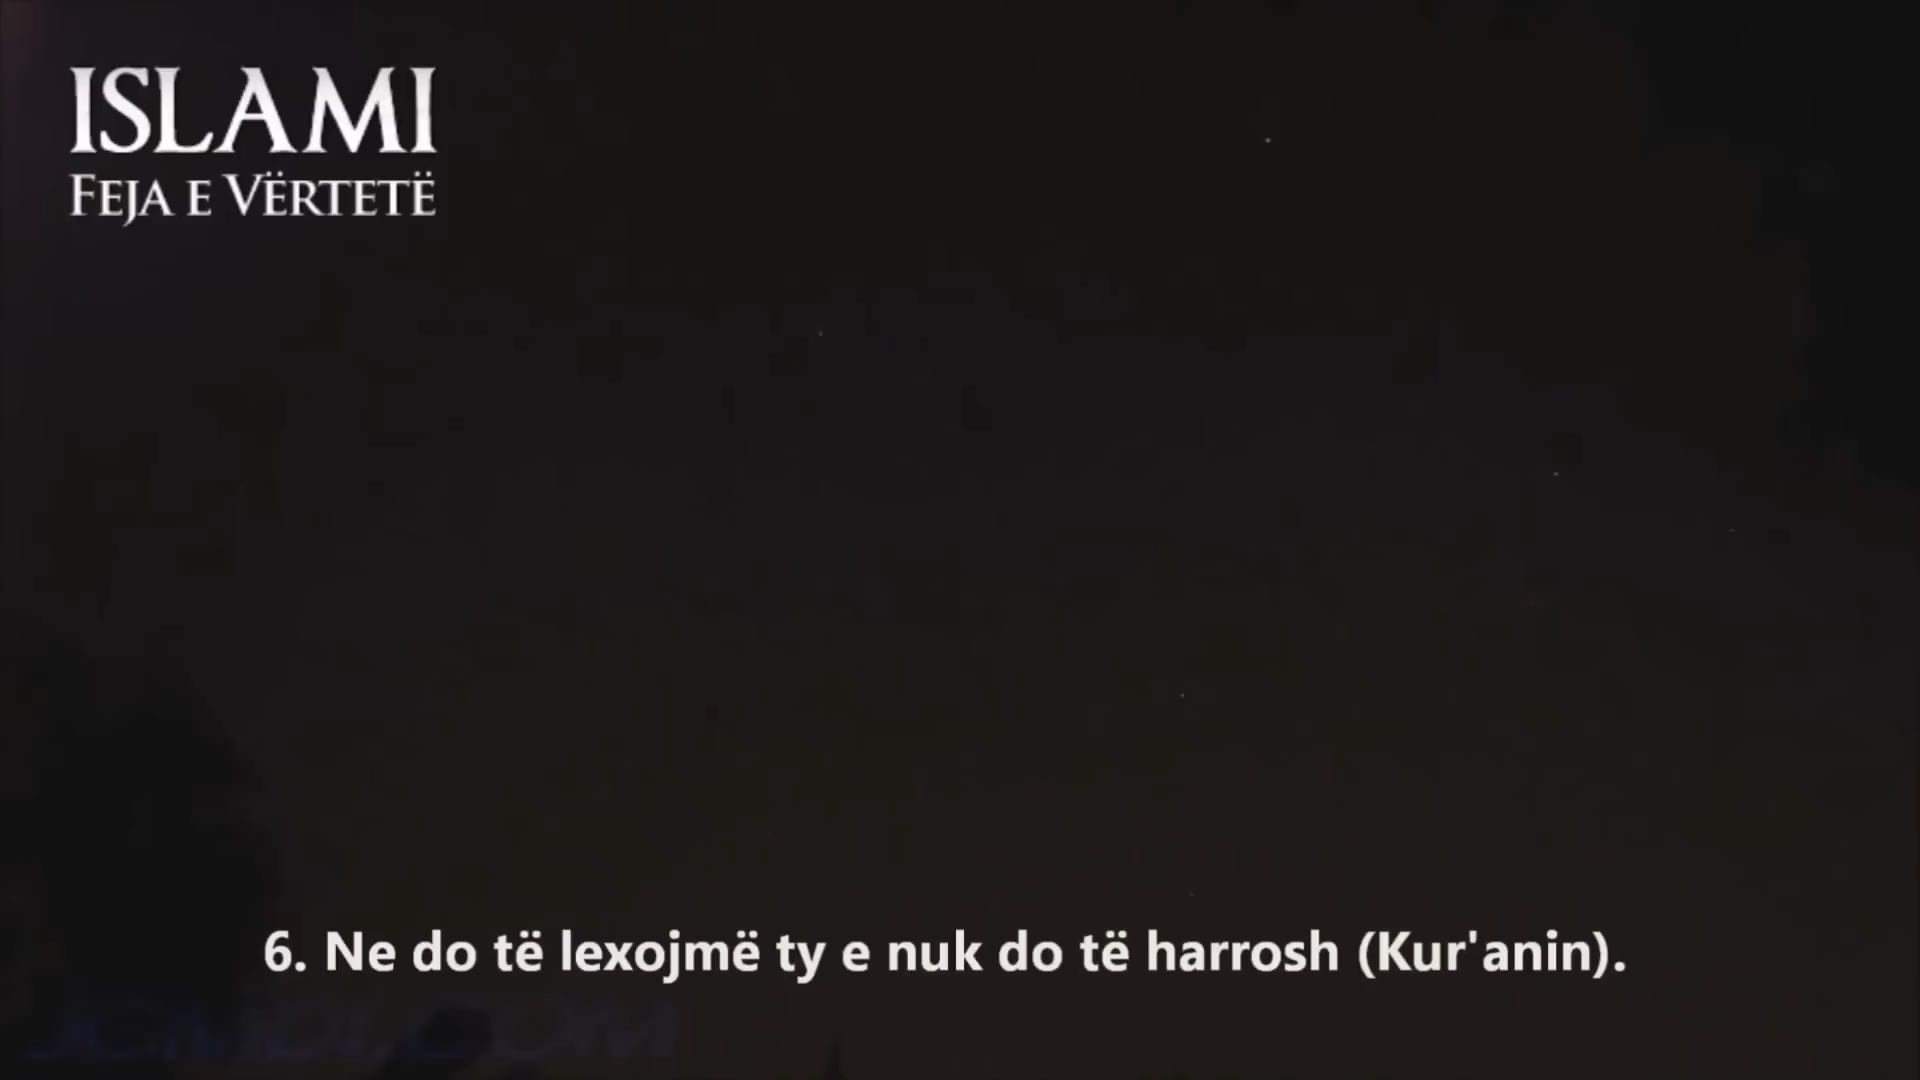 ISLAMI
FEJA E VËRTETË
6. Ne do të lexojmë ty e nuk do të harrosh (Kur'anin).